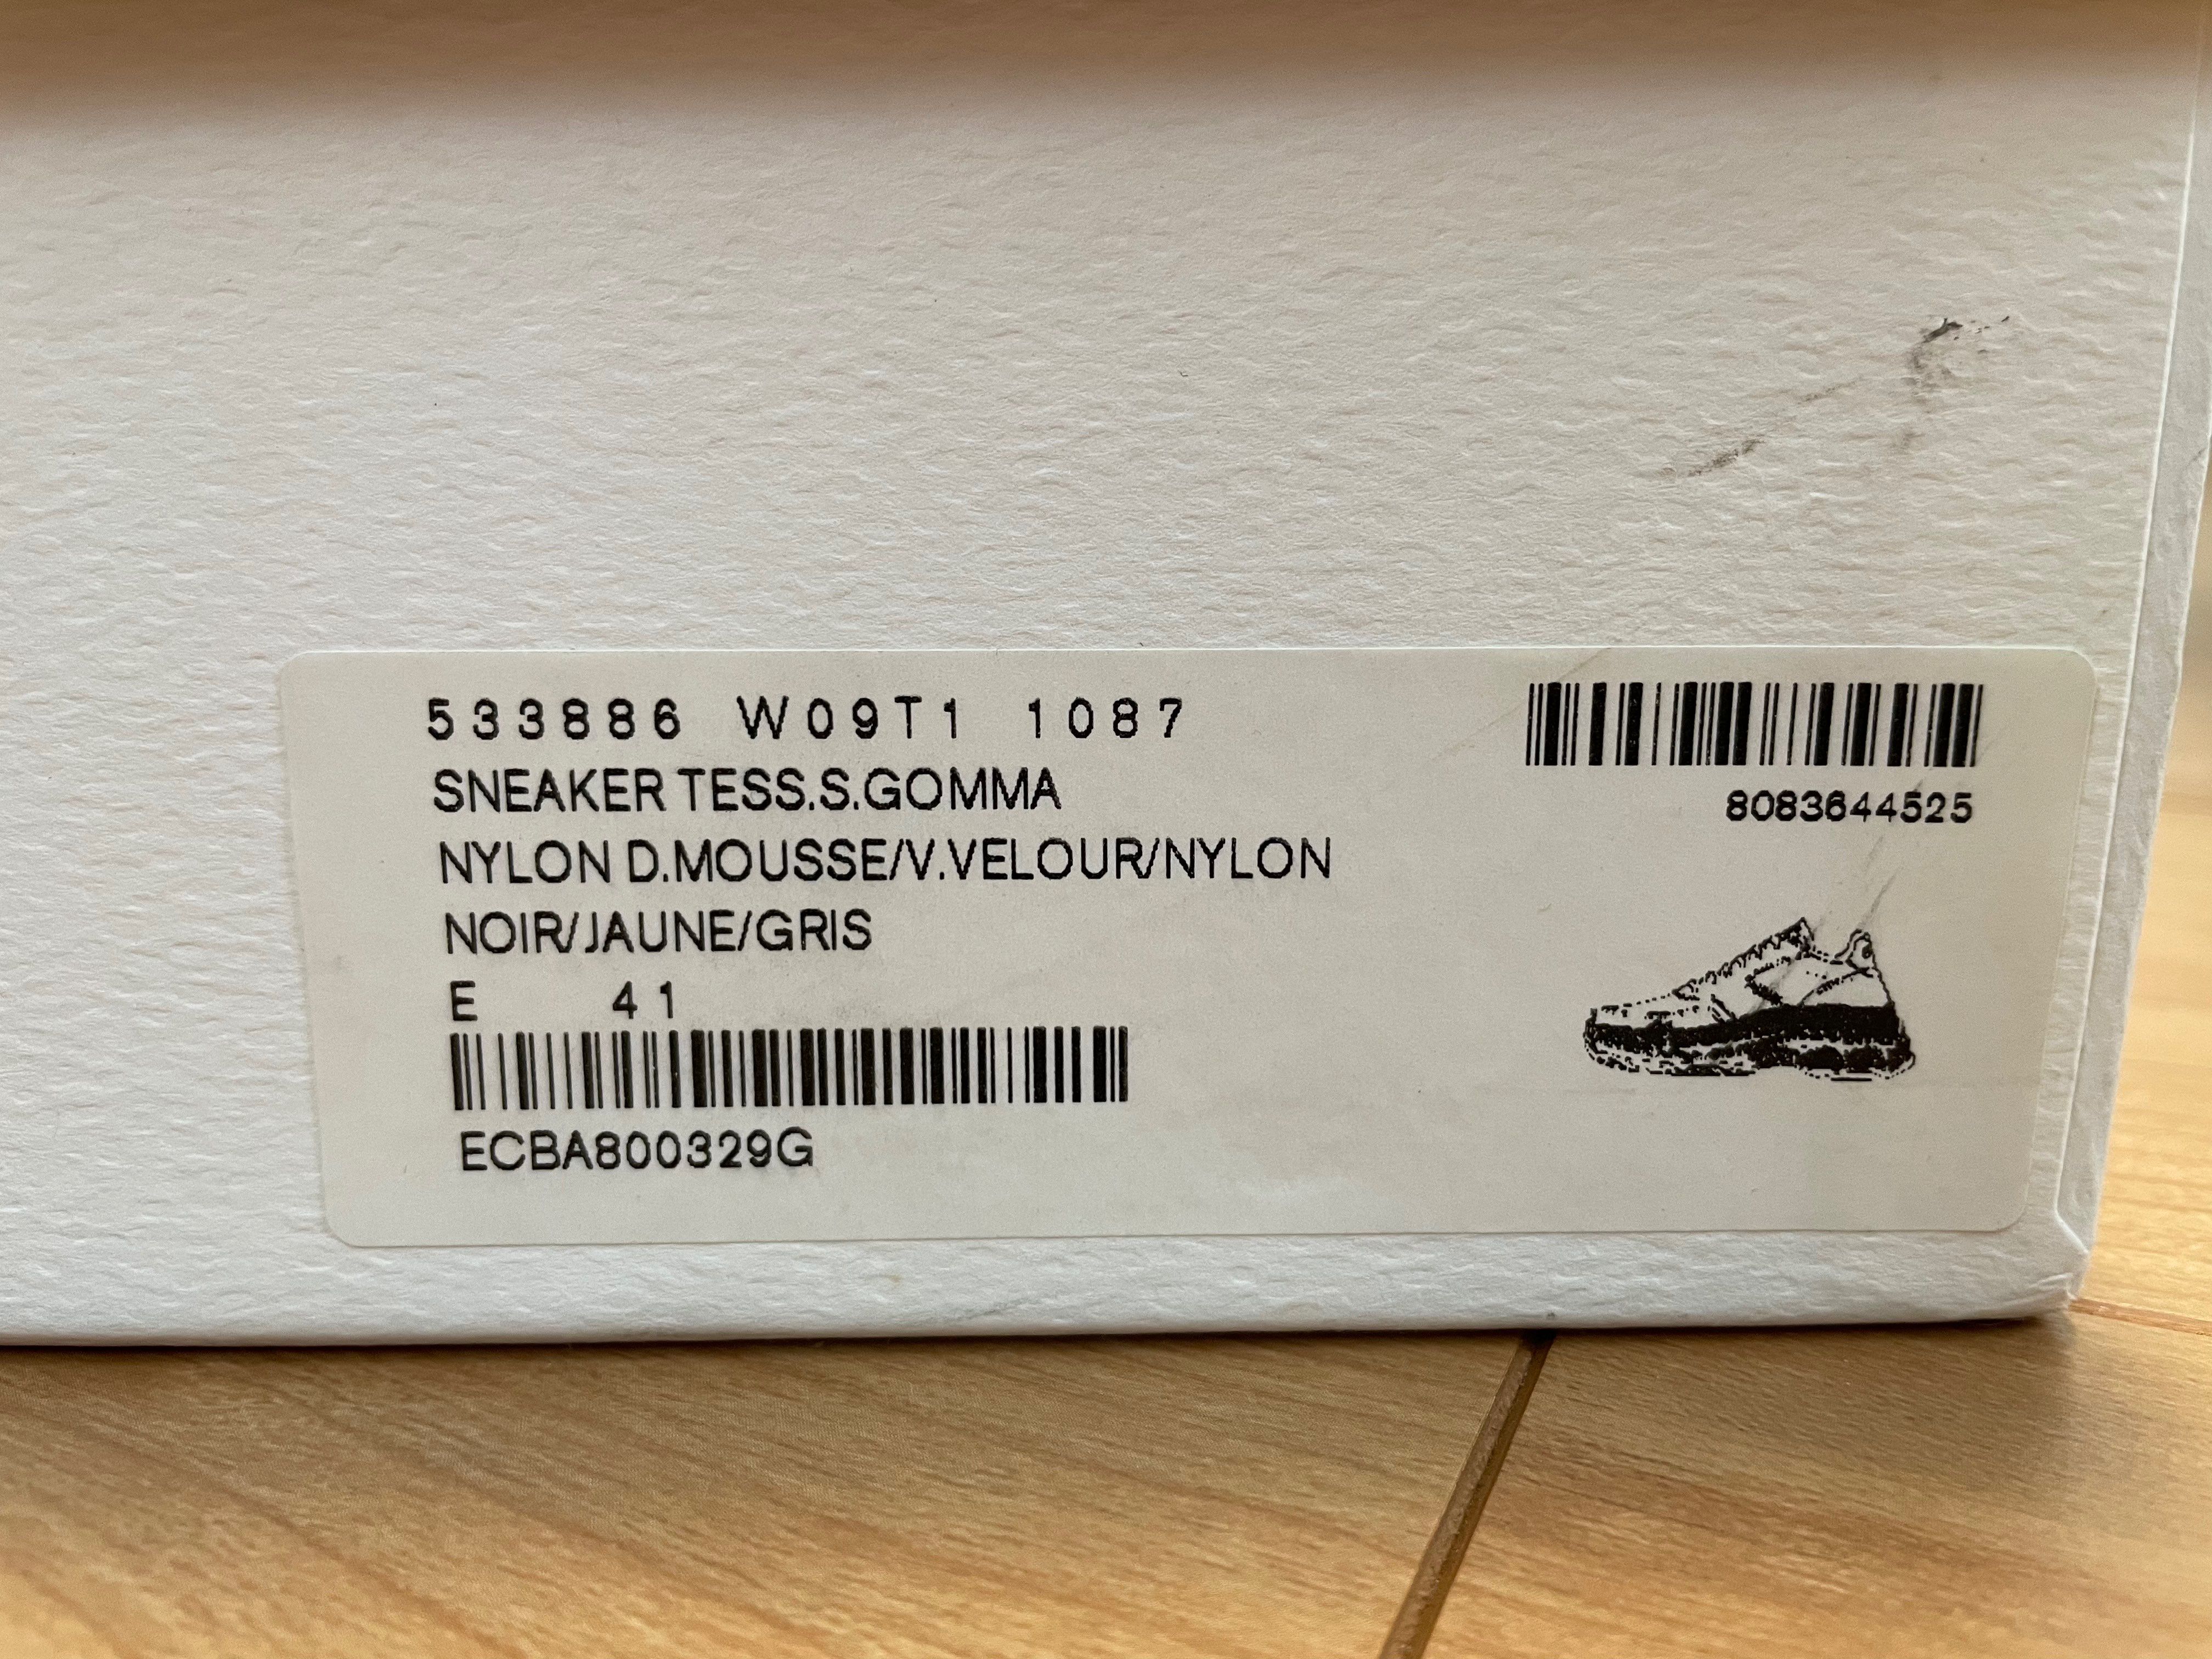 533886 W09T1 1087
SNEAKER TESS.S.GOMMA
NYLON D.MOUSSE/V.VELOUR/NYLON
NOIR/JAUNE/GRIS
E 41
ECBA800329G
8083644525